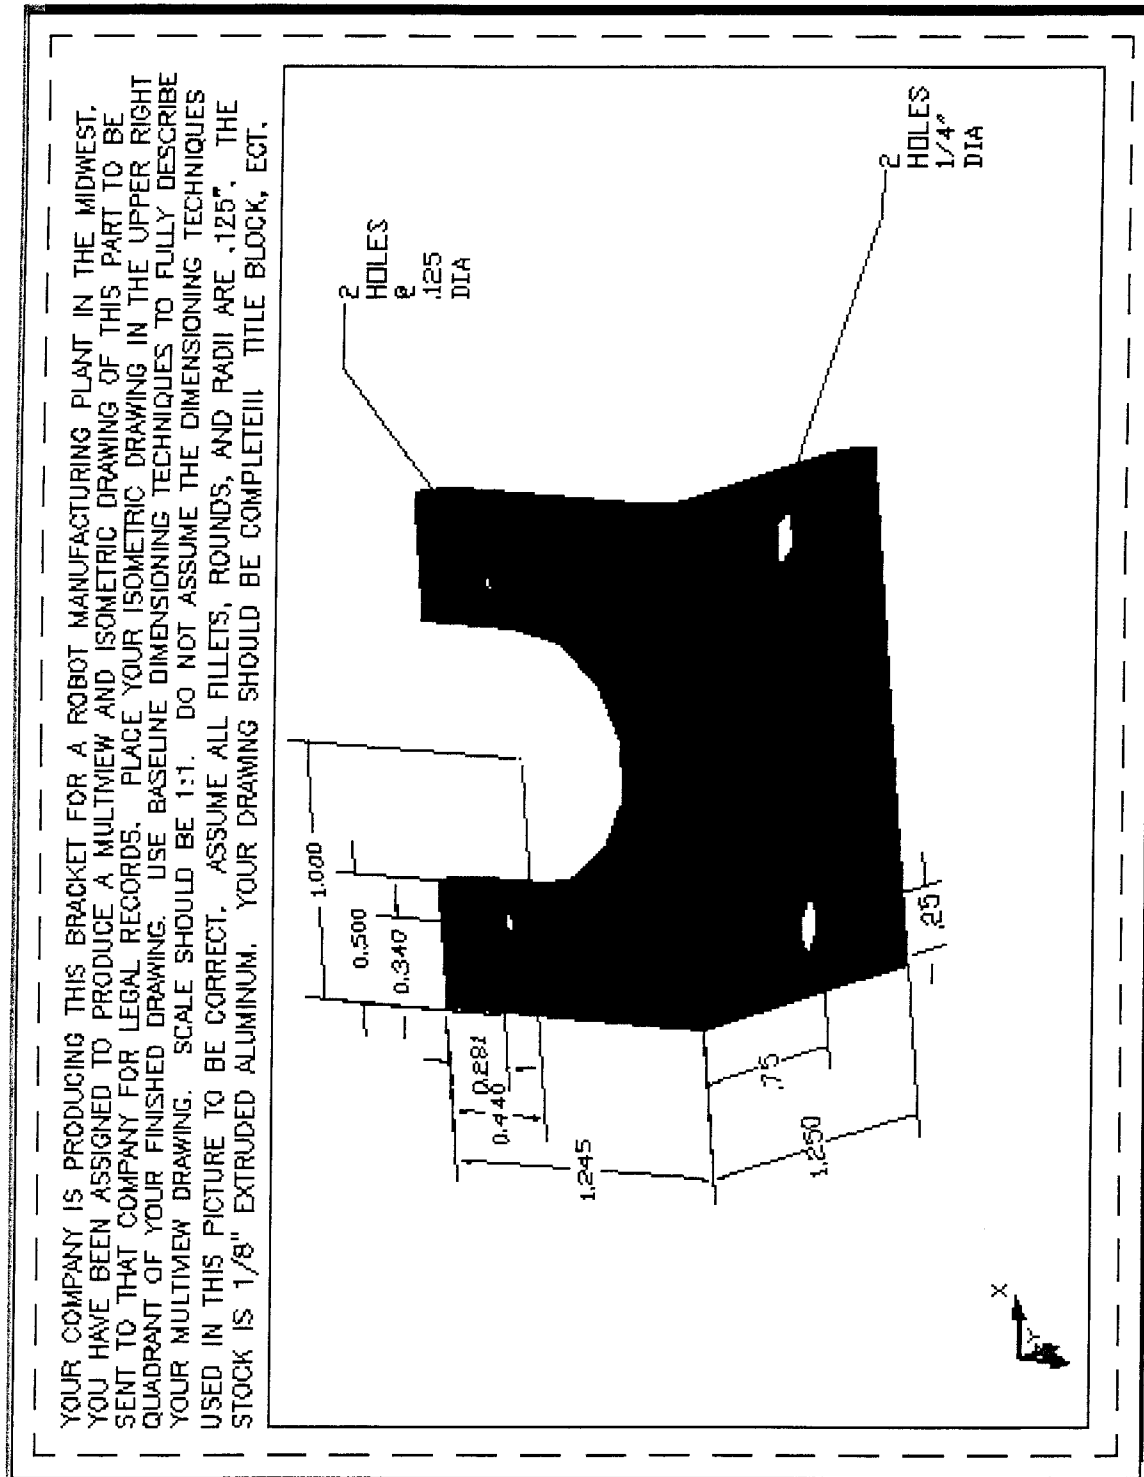 YOUR COMPANY IS PRODUCING THIS BRACKET FOR A ROBOT MANUFACTURING PLANT IN THE MIDWEST.
YOU HAVE BEEN ASSIGNED TO PRODUCE A MULTIVIEW AND ISOMETRIC DRAWING OF THIS PART TO BE
SENT TO THAT COMPANY FOR LEGAL RECORDS. PLACE YOUR ISOMETRIC DRAWING IN THE UPPER RIGHT
QUADRANT OF YOUR FINISHED DRAWING. USE BASELINE DIMENSIONING TECHNIQUES TO FULLY DESCRIBE
YOUR MULTIVIEW DRAWING. SCALE SHOULD BE 1:1. DO NOT ASSUME THE DIMENSIONING TECHNIQUES
USED IN THIS PICTURE TO BE CORRECT. ASSUME ALL FILLETS, ROUNDS, AND RADII ARE .125". THE
STOCK IS 1/8" EXTRUDED ALUMINUM. YOUR DRAWING SHOULD BE COMPLETE!!! TITLE BLOCK, ECT.
1.000
0.500
0.340
2
HOLES
@
.125
DIA
0.281
0.440
1.245
.75
1.250
.25
2
HOLES
1/4"
DIA
X
Y